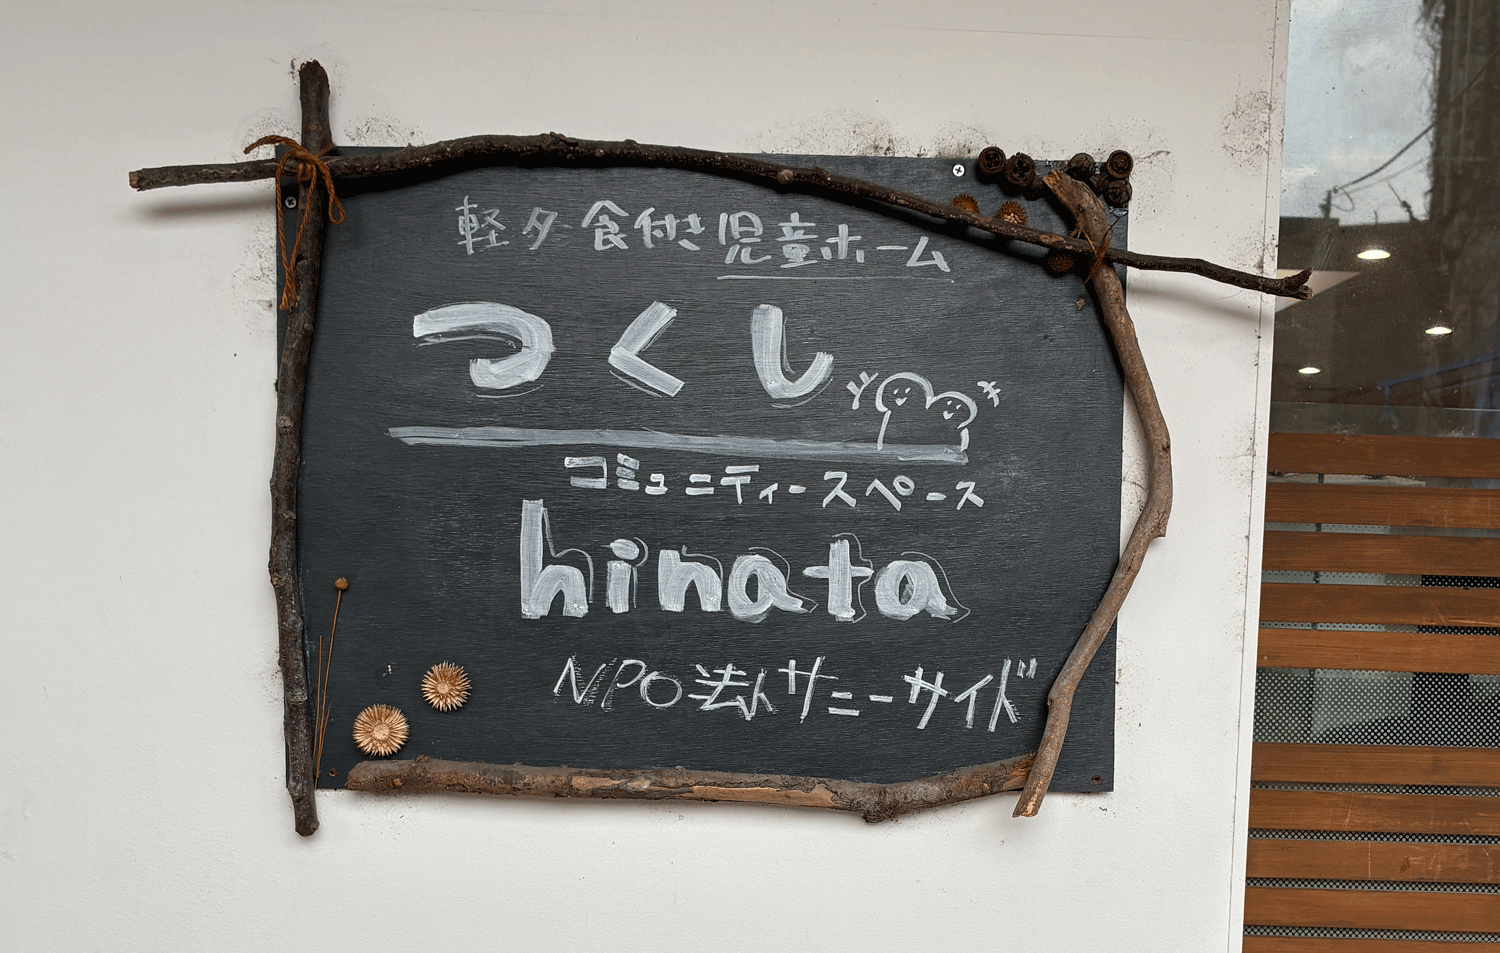 軽夕食付き児童ホーム
つくし
コミュニティースペース
hinata
NPO法人サニーサイド